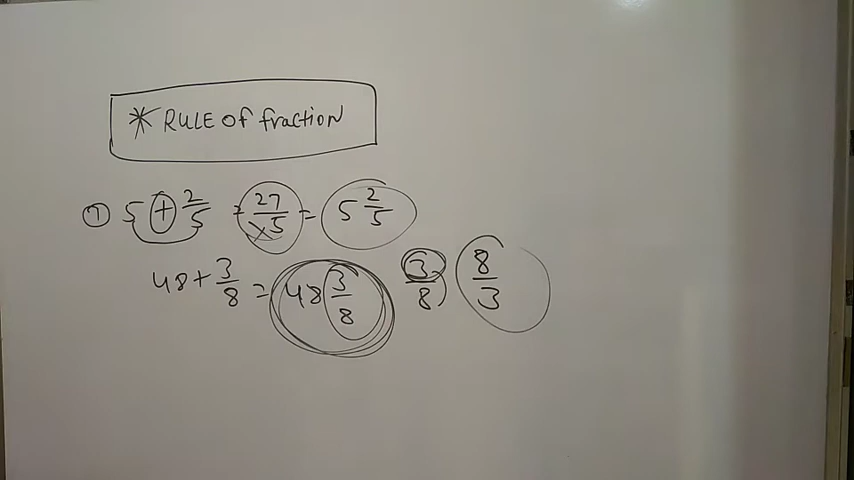 * RULE of fraction
① 5 + 2/5 = 27/5 = 5 2/5
48 + 3/8 = 48 3/8 3/8 8/3